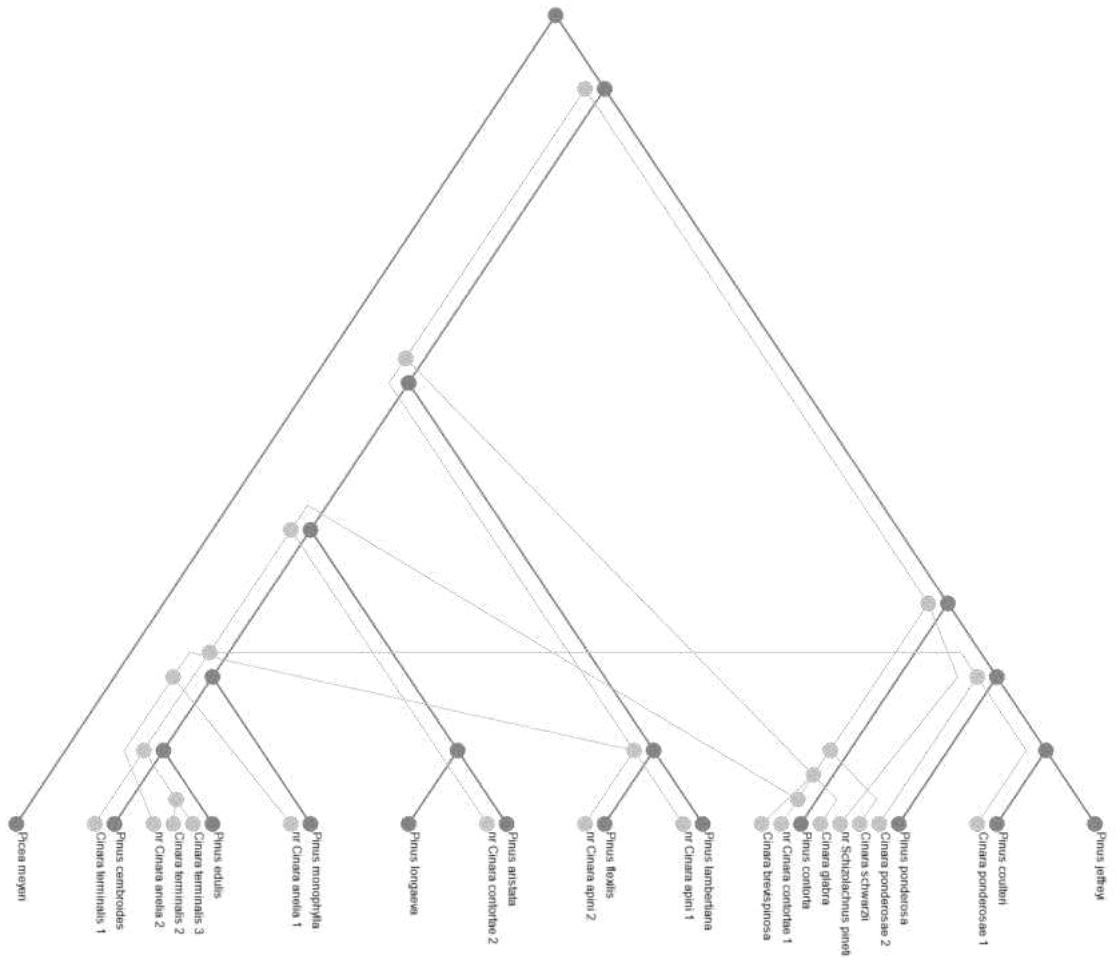 Picea meyeri
Cinara terminalis 1
Pinus cembroides
nr Cinara anelia 2
Cinara terminalis 2
Cinara terminalis 3
Pinus edulis
nr Cinara anelia 1
Pinus monophylla
Pinus longaeva
nr Cinara contortae 2
Pinus aristata
nr Cinara apini 2
Pinus flexilis
nr Cinara apini 1
Pinus lambertiana
Cinara brevispinosa
nr Cinara contortae 1
Pinus contorta
Cinara glabra
nr Schizolachnus pineti
Cinara schwarzii
Cinara ponderosae 2
Pinus ponderosa
Cinara ponderosae 1
Pinus coulteri
Pinus jeffreyi